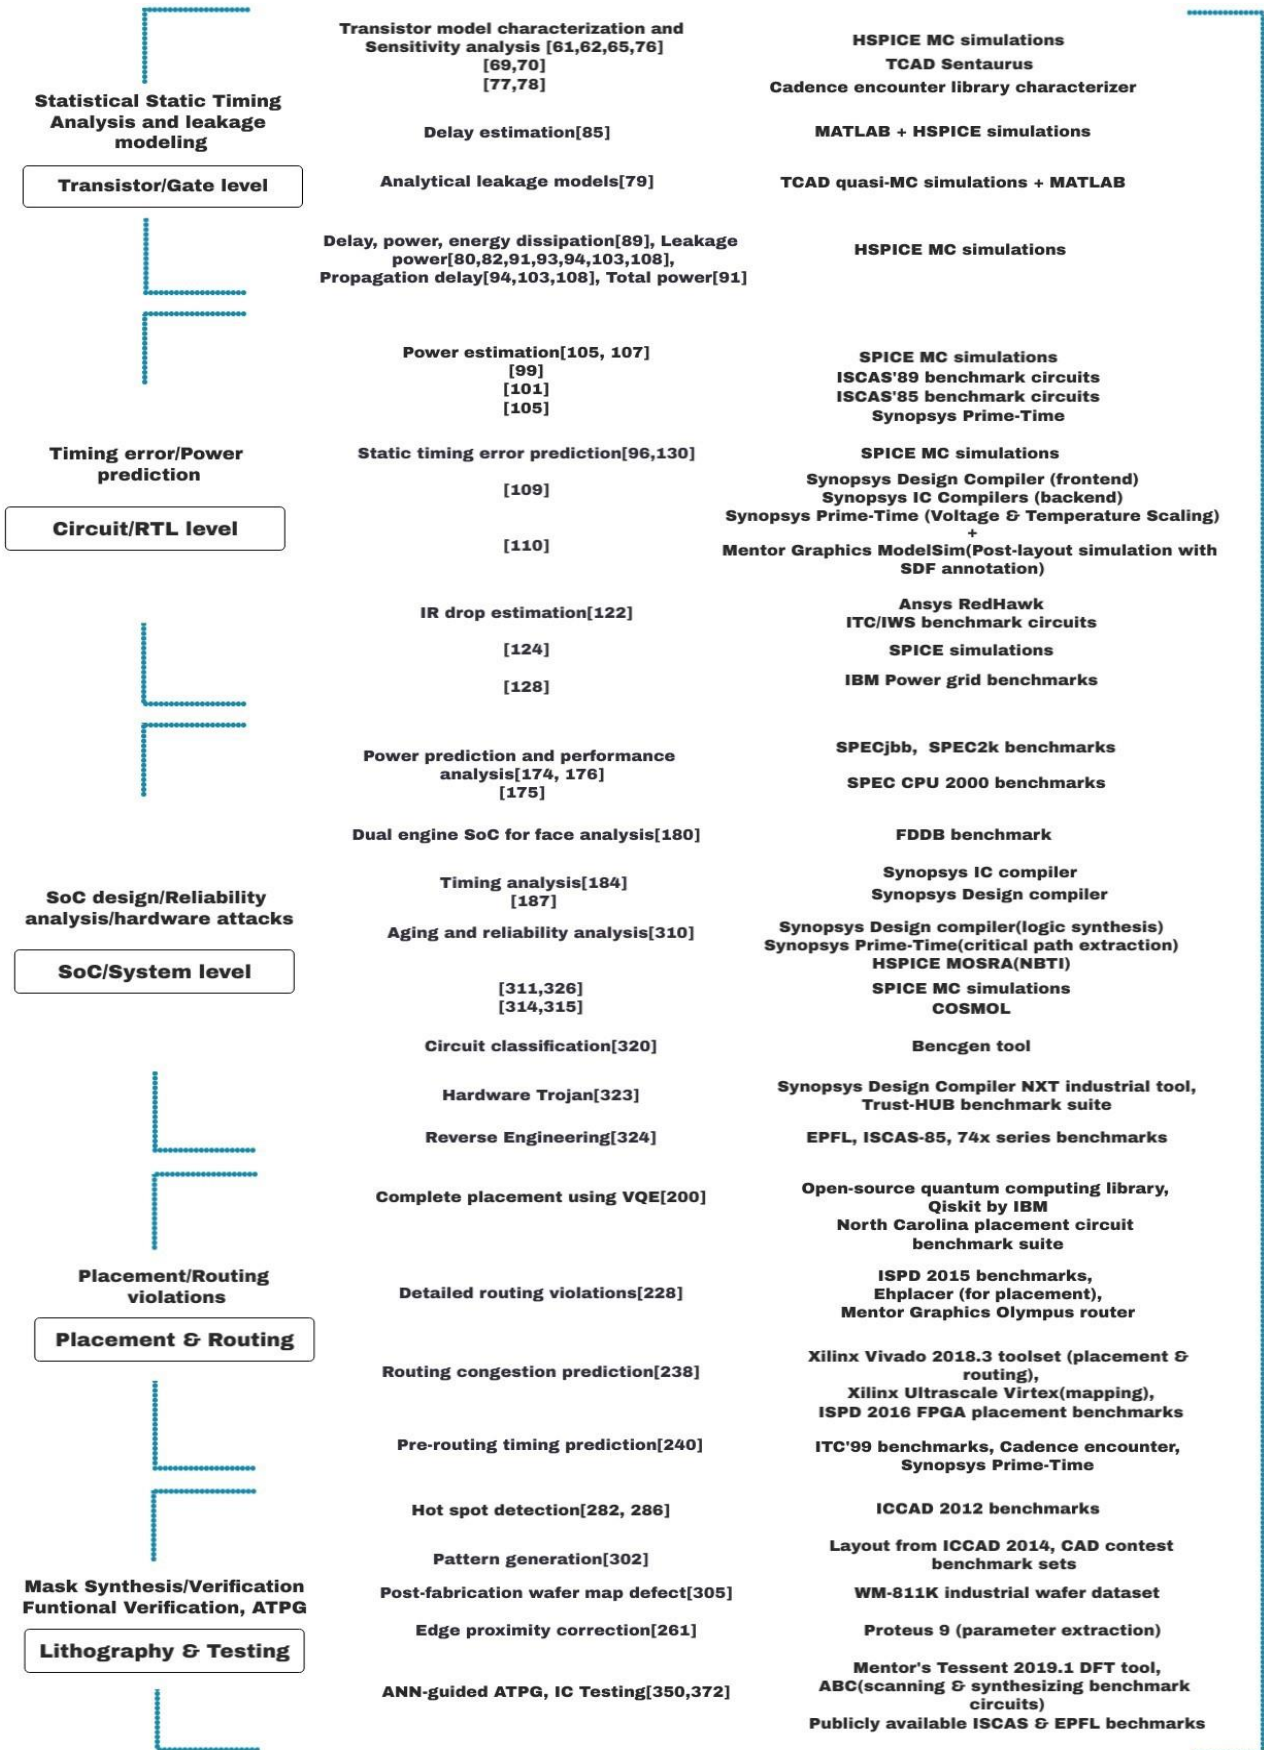 Transistor model characterization and
Sensitivity analysis [61,62,65,76]
[69,70]
[77,78]
HSPICE MC simulations
TCAD Sentaurus
Cadence encounter library characterizer
Statistical Static Timing
Analysis and leakage
modeling
Transistor/Gate level
Delay estimation[85]
MATLAB + HSPICE simulations
Analytical leakage models[79]
TCAD quasi-MC simulations + MATLAB
Delay, power, energy dissipation[89], Leakage
power[80,82,91,93,94,103,108],
Propagation delay[94,103,108], Total power[91]
HSPICE MC simulations
Power estimation[105, 107]
[99]
[101]
[105]
SPICE MC simulations
ISCAS'89 benchmark circuits
ISCAS'85 benchmark circuits
Synopsys Prime-Time
Timing error/Power
prediction
Circuit/RTL level
Static timing error prediction[96,130]
SPICE MC simulations
[109]
Synopsys Design Compiler (frontend)
Synopsys IC Compilers (backend)
Synopsys Prime-Time (Voltage & Temperature Scaling)
+
[110]
Mentor Graphics ModelSim(Post-layout simulation with
SDF annotation)
IR drop estimation[122]
Ansys RedHawk
ITC/IWS benchmark circuits
[124]
SPICE simulations
[128]
IBM Power grid benchmarks
Power prediction and performance
analysis[174, 176]
[175]
SPECjbb, SPEC2k benchmarks
SPEC CPU 2000 benchmarks
Dual engine SoC for face analysis[180]
FDDB benchmark
SoC design/Reliability
analysis/hardware attacks
SoC/System level
Timing analysis[184]
[187]
Synopsys IC compiler
Synopsys Design compiler
Aging and reliability analysis[310]
Synopsys Design compiler(logic synthesis)
Synopsys Prime-Time(critical path extraction)
HSPICE MOSRA(NBTI)
[311,326]
[314,315]
SPICE MC simulations
COSMOL
Circuit classification[320]
Bencgen tool
Hardware Trojan[323]
Synopsys Design Compiler NXT industrial tool,
Trust-HUB benchmark suite
Reverse Engineering[324]
EPFL, ISCAS-85, 74x series benchmarks
Complete placement using VQE[200]
Open-source quantum computing library,
Qiskit by IBM
North Carolina placement circuit
benchmark suite
Placement/Routing
violations
Placement & Routing
Detailed routing violations[228]
ISPD 2015 benchmarks,
Ehplacer (for placement),
Mentor Graphics Olympus router
Routing congestion prediction[238]
Xilinx Vivado 2018.3 toolset (placement &
routing),
Xilinx Ultrascale Virtex(mapping),
ISPD 2016 FPGA placement benchmarks
Pre-routing timing prediction[240]
ITC'99 benchmarks, Cadence encounter,
Synopsys Prime-Time
Hot spot detection[282, 286]
ICCAD 2012 benchmarks
Pattern generation[302]
Layout from ICCAD 2014, CAD contest
benchmark sets
Mask Synthesis/Verification
Funtional Verification, ATPG
Lithography & Testing
Post-fabrication wafer map defect[305]
WM-811K industrial wafer dataset
Edge proximity correction[261]
Proteus 9 (parameter extraction)
ANN-guided ATPG, IC Testing[350,372]
Mentor's Tessent 2019.1 DFT tool,
ABC(scanning & synthesizing benchmark
circuits)
Publicly available ISCAS & EPFL bechmarks